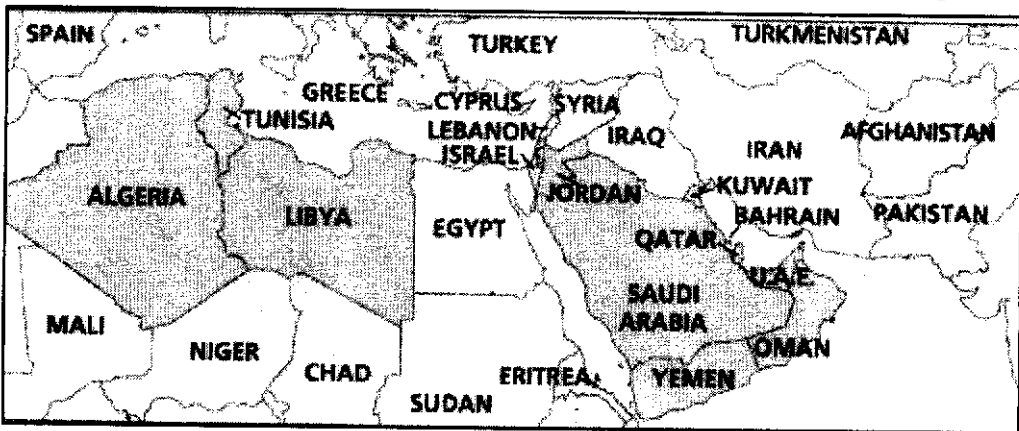 SPAIN
TURKEY
TURKMENISTAN
GREECE
CYPRUS
SYRIA
TUNISIA
LEBANON
IRAQ
AFGHANISTAN
ISRAEL
IRAN
ALGERIA
LIBYA
JORDAN
KUWAIT
EGYPT
BAHRAIN
PAKISTAN
QATAR
U.A.E.
SAUDI
ARABIA
MALI
NIGER
CHAD
OMAN
ERITREA
YEMEN
SUDAN